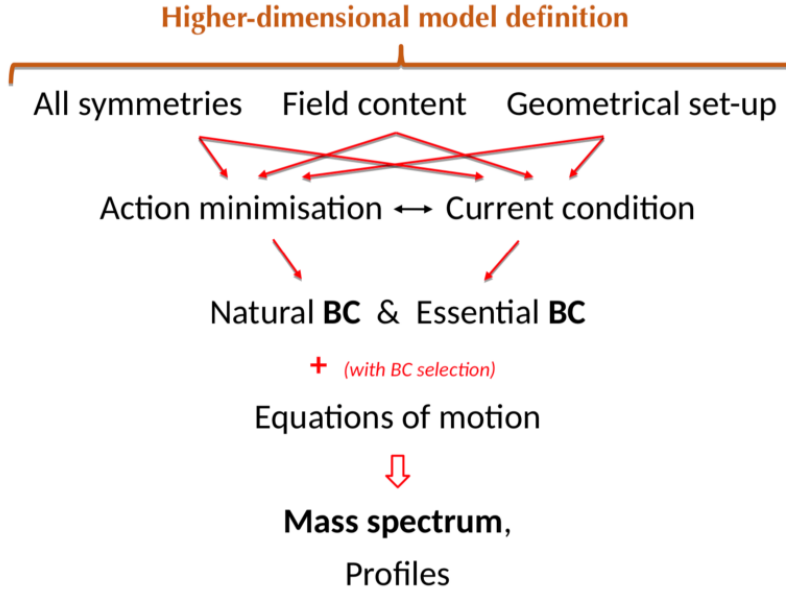 Higher-dimensional model definition
All symmetries Field content Geometrical set-up
Action minimisation Current condition
Natural BC & Essential BC
+ (with BC selection)
Equations of motion
Mass spectrum,
Profiles